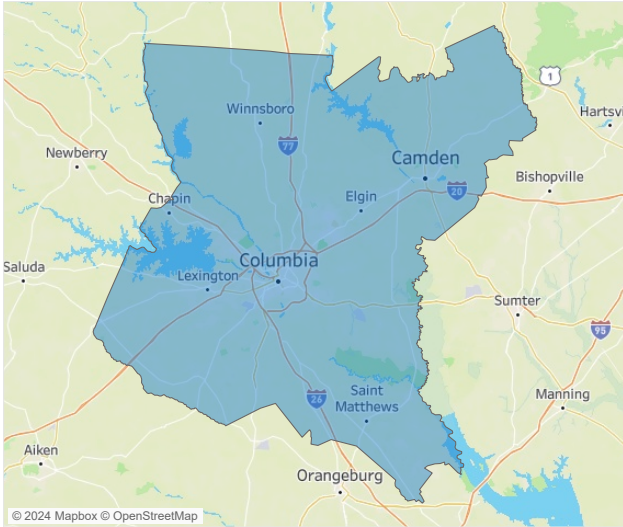 1
Winnsboro
Hartsvi
77
Newberry
Camden
Bishopville
20
Elgin
Chapin
Columbia
Saluda
Lexington
Sumter
95
Saint
Matthews
26
Manning
Aiken
Orangeburg
© 2024 Mapbox © OpenStreetMap